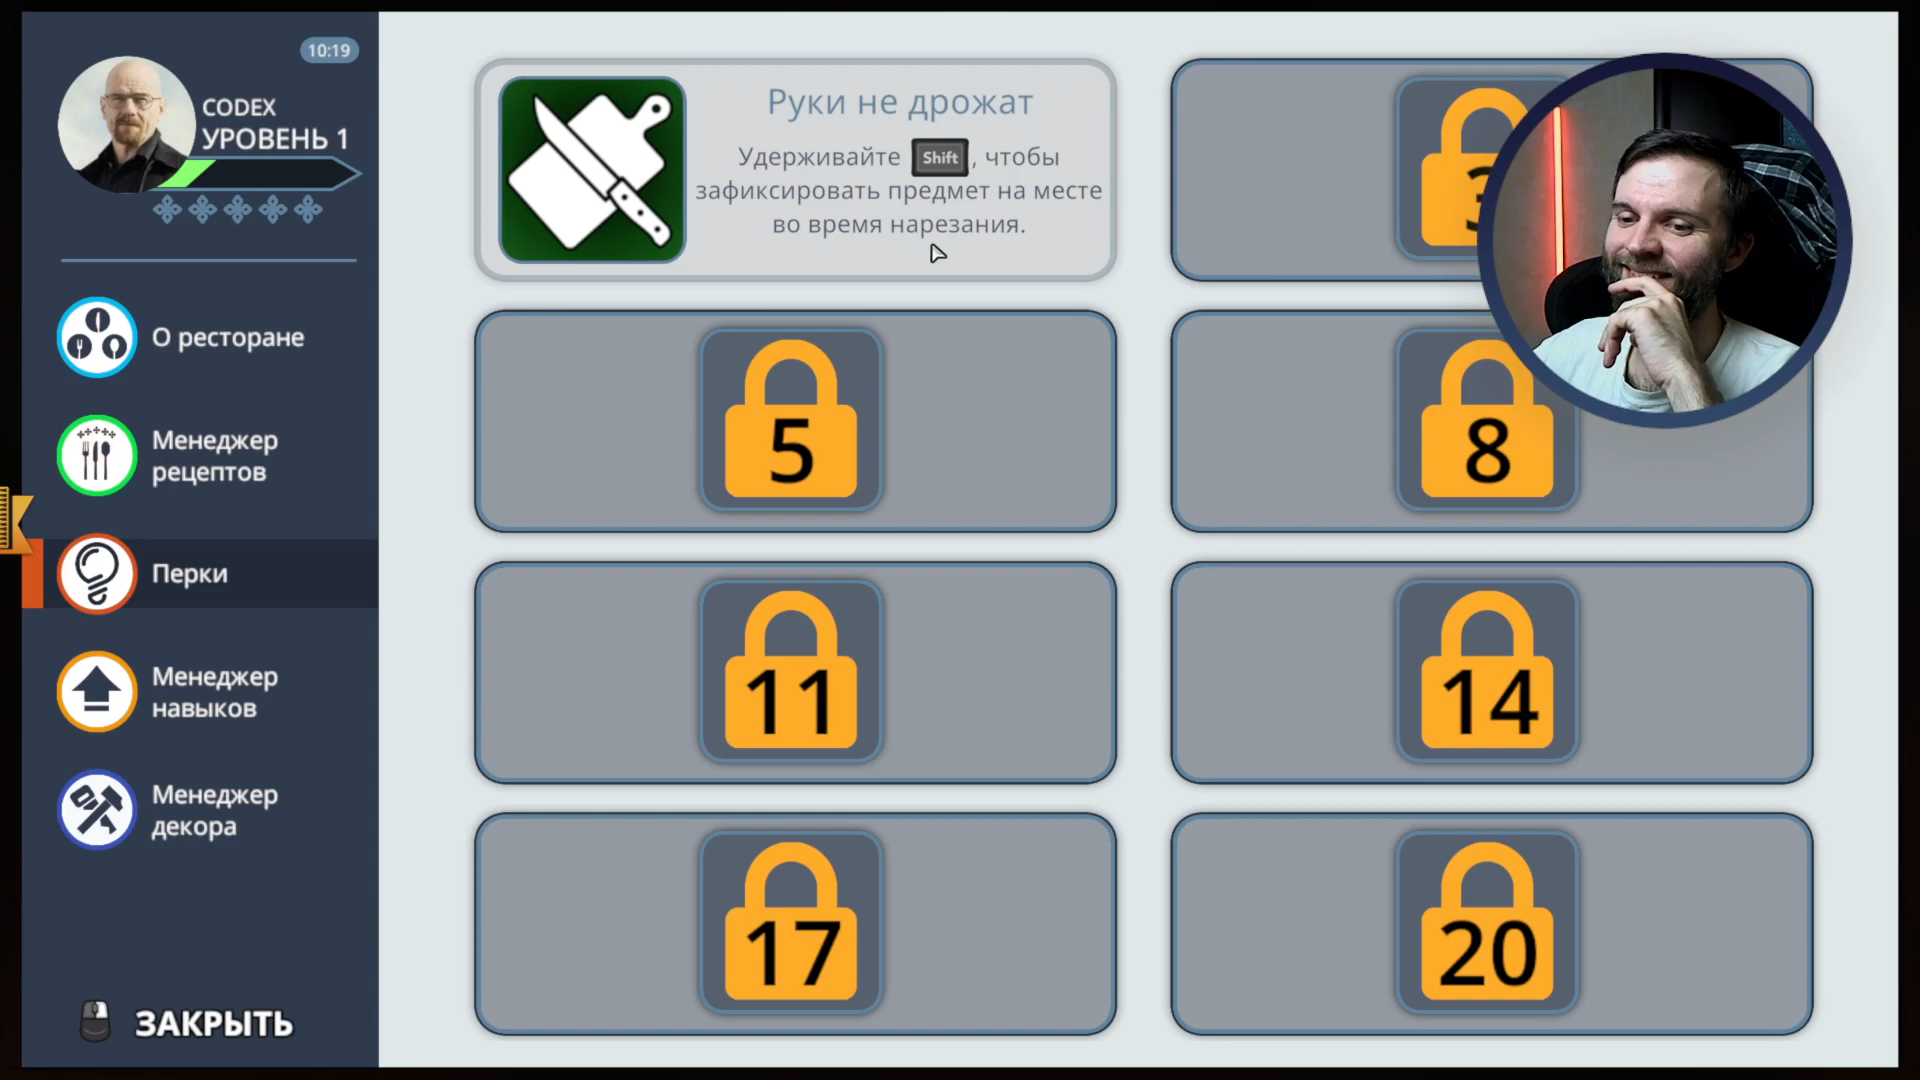 10:19
CODEX
УРОВЕНЬ 1
О ресторане
Менеджер
рецептов
Перки
Менеджер
навыков
Менеджер
декора
ЗАКРЫТЬ
Руки не дрожат
Удерживайте Shift, чтобы
зафиксировать предмет на месте
во время нарезания.
3
5
8
11
14
17
20